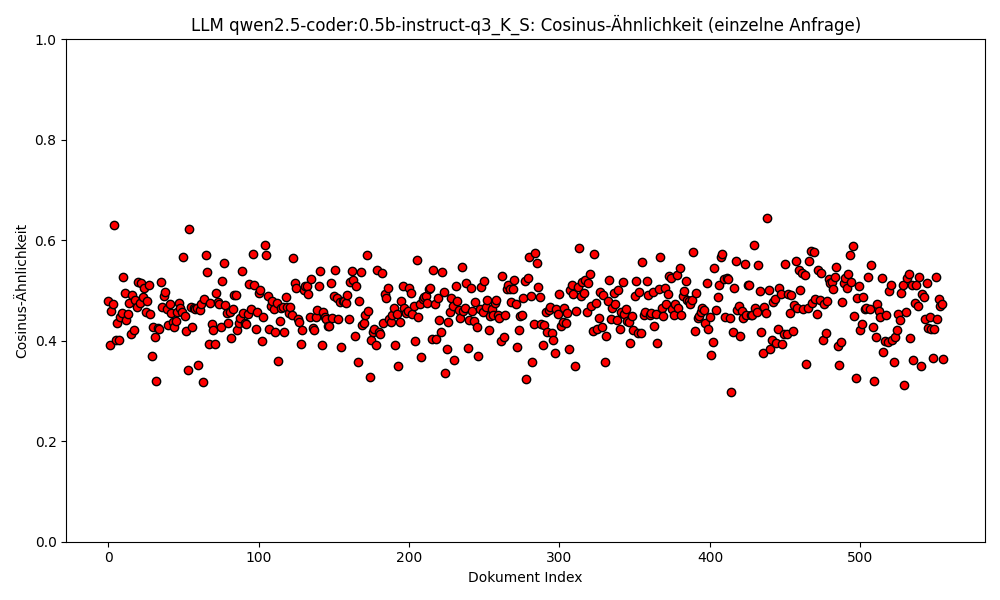 LLM qwen2.5-coder:0.5b-instruct-q3_K_S: Cosinus-Ähnlichkeit (einzelne Anfrage)
1.0
0.8
0.6
0.4
0.2
0.0
Cosinus-Ähnlichkeit
0 100 200 300 400 500
Dokument Index